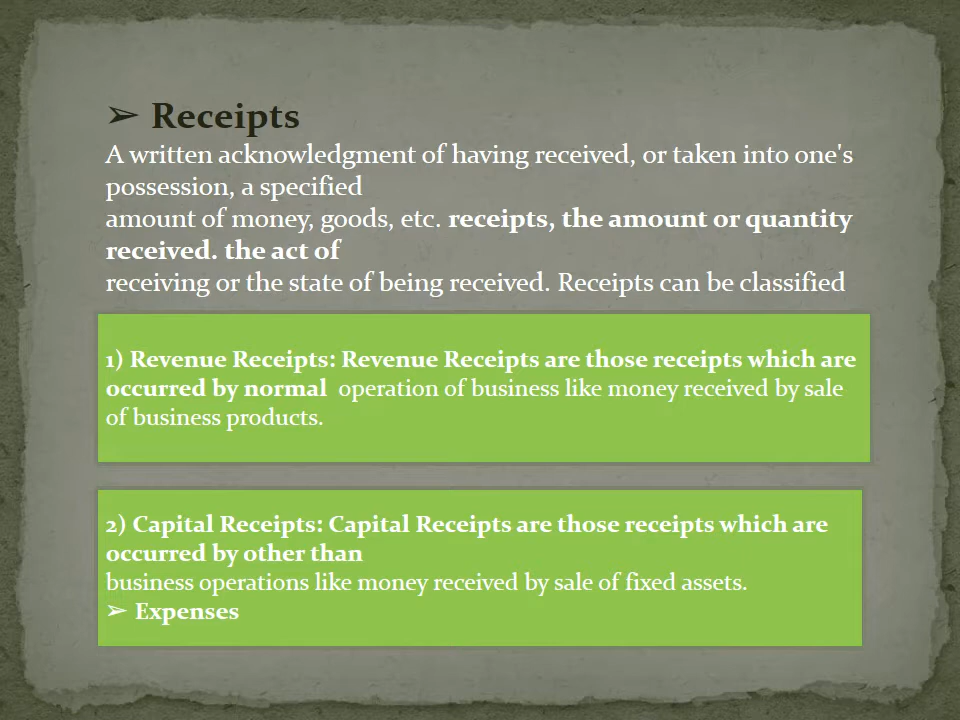 ➢ Receipts
A written acknowledgment of having received, or taken into one's
possession, a specified
amount of money, goods, etc. receipts, the amount or quantity
received. the act of
receiving or the state of being received. Receipts can be classified
1) Revenue Receipts: Revenue Receipts are those receipts which are
occurred by normal operation of business like money received by sale
of business products.
2) Capital Receipts: Capital Receipts are those receipts which are
occurred by other than
business operations like money received by sale of fixed assets.
➢ Expenses